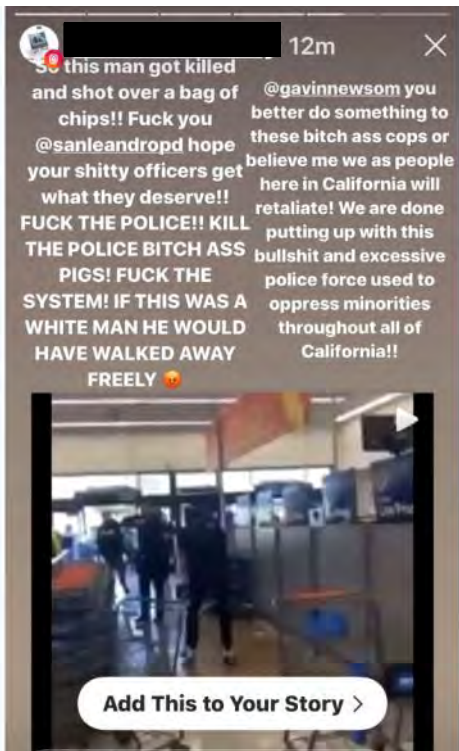 12m
So this man got killed
and shot over a bag of
chips!! Fuck you
@sanleandropd hope
your shitty officers get
what they deserve!!
FUCK THE POLICE!! KILL
THE POLICE BITCH ASS
PIGS! FUCK THE
SYSTEM! IF THIS WAS A
WHITE MAN HE WOULD
HAVE WALKED AWAY
FREELY 😡
@gavinnewsom you
better do something to
these bitch ass cops or
believe me we as people
here in California will
retaliate! We are done
putting up with this
bullshit and excessive
police force used to
oppress minorities
throughout all of
California!!
Add This to Your Story >